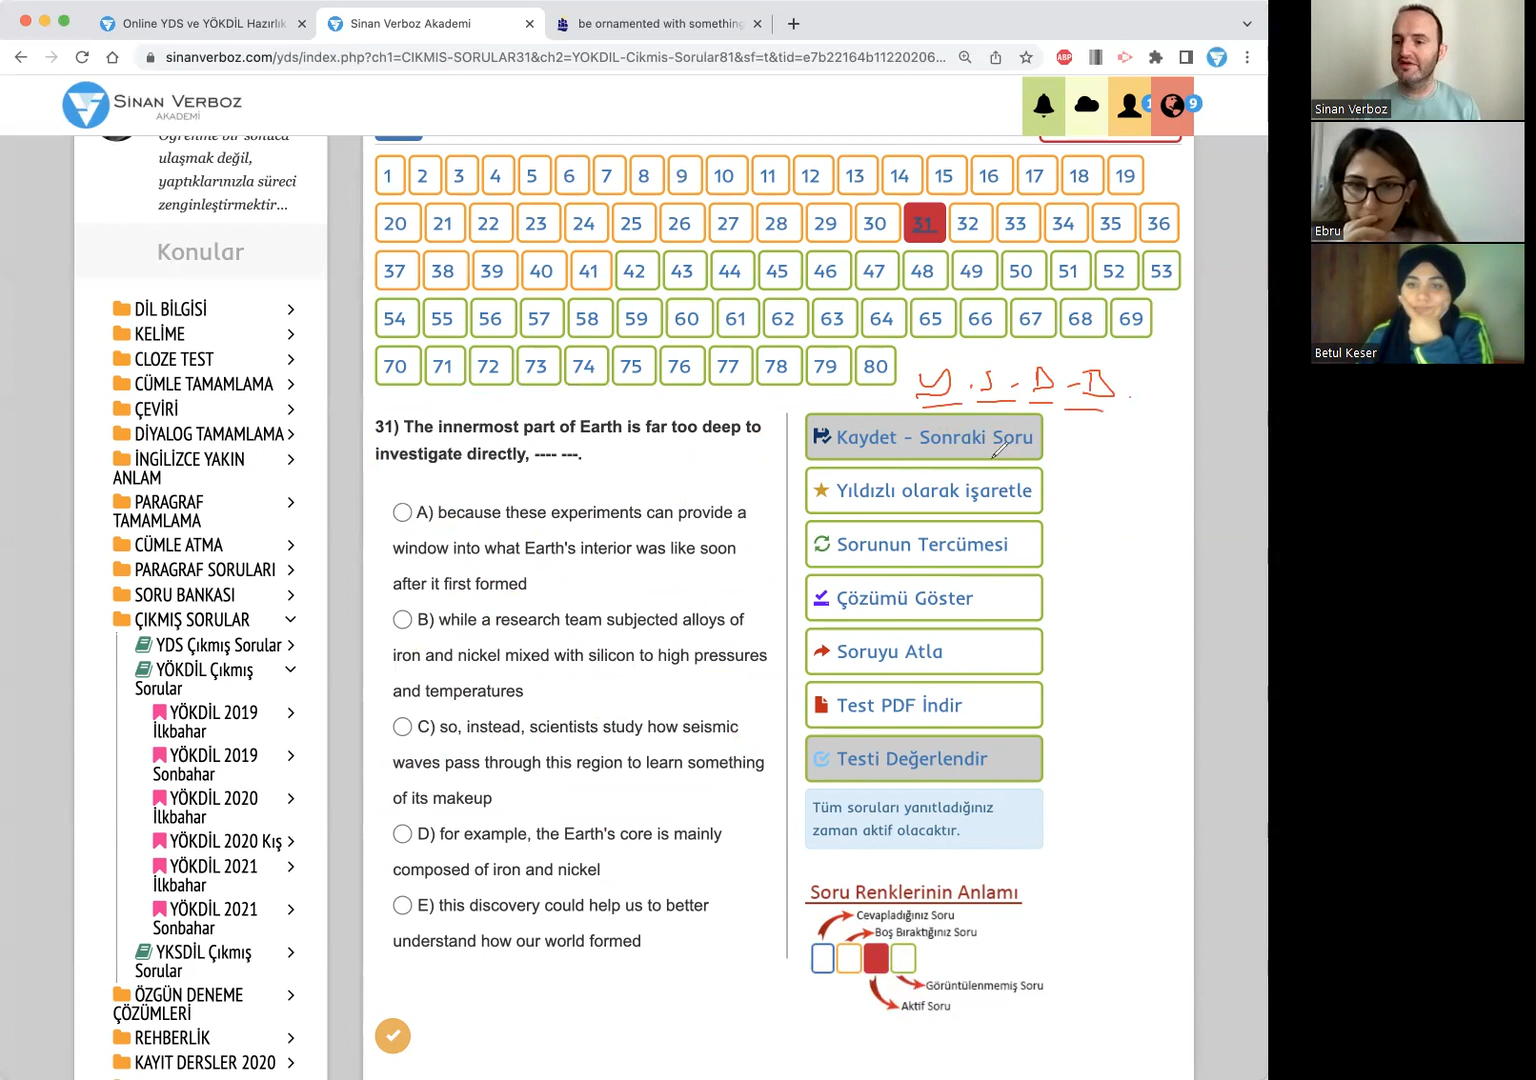 Online YDS ve YÖKDİL Hazırlık
Sinan Verboz Akademi
be ornamented with something
sinanverboz.com/yds/index.php?ch1=CIKMIS-SORULAR31&ch2=YOKDIL-Cikmis-Sorular81&sf=t&tid=e7b22164b11220206...
ABP
SINAN VERBOZ
AKADEMİ
1
9
ulaşmak değil,
yaptıklarınızla süreci
zenginleştirmektir...
Konular
DİL BİLGİSİ
KELİME
CLOZE TEST
CÜMLE TAMAMLAMA
ÇEVİRİ
DİYALOG TAMAMLAMA
İNGİLİZCE YAKIN
ANLAM
PARAGRAF
TAMAMLAMA
CÜMLE ATMA
PARAGRAF SORULARI
SORU BANKASI
ÇIKMIŞ SORULAR
YDS Çıkmış Sorular
YÖKDİL Çıkmış
Sorular
YÖKDİL 2019
İlkbahar
YÖKDİL 2019
Sonbahar
YÖKDİL 2020
İlkbahar
YÖKDİL 2020 Kış
YÖKDİL 2021
İlkbahar
YÖKDİL 2021
Sonbahar
YKSDİL Çıkmış
Sorular
ÖZGÜN DENEME
ÇÖZÜMLERİ
REHBERLİK
KAYIT DERSLER 2020
1 2 3 4 5 6 7 8 9 10 11 12 13 14 15 16 17 18 19
20 21 22 23 24 25 26 27 28 29 30 31 32 33 34 35 36
37 38 39 40 41 42 43 44 45 46 47 48 49 50 51 52 53
54 55 56 57 58 59 60 61 62 63 64 65 66 67 68 69
70 71 72 73 74 75 76 77 78 79 80
31) The innermost part of Earth is far too deep to
investigate directly, ---- ---.
A) because these experiments can provide a
window into what Earth's interior was like soon
after it first formed
B) while a research team subjected alloys of
iron and nickel mixed with silicon to high pressures
and temperatures
C) so, instead, scientists study how seismic
waves pass through this region to learn something
of its makeup
D) for example, the Earth's core is mainly
composed of iron and nickel
E) this discovery could help us to better
understand how our world formed
Kaydet - Sonraki Soru
Yıldızlı olarak işaretle
Sorunun Tercümesi
Çözümü Göster
Soruyu Atla
Test PDF İndir
Testi Değerlendir
Tüm soruları yanıtladığınız
zaman aktif olacaktır.
Soru Renklerinin Anlamı
Cevapladığınız Soru
Boş Bıraktığınız Soru
Görüntülenmemiş Soru
Aktif Soru
Sinan Verboz
Ebru
Betul Keser